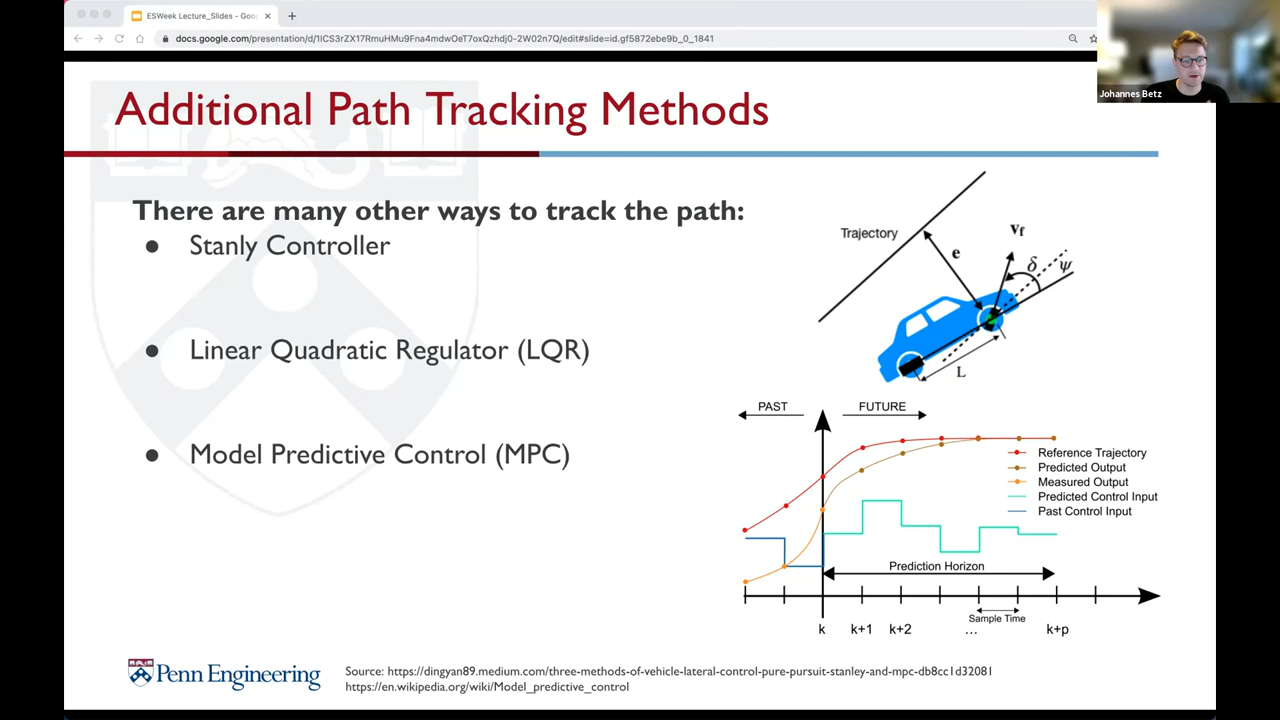 ESWeek Lecture_Slides - Goo
docs.google.com/presentation/d/1ICS3rZX17RmuHMu9Fna4mdwOeT7oxQzhdj0-2W02n7Q/edit#slide=id.gf5872ebe9b_0_1841
Johannes Betz
Additional Path Tracking Methods
There are many other ways to track the path:
● Stanly Controller
● Linear Quadratic Regulator (LQR)
● Model Predictive Control (MPC)
Trajectory
e
vf
δ
ψ
L
PAST
FUTURE
Reference Trajectory
Predicted Output
Measured Output
Predicted Control Input
Past Control Input
Prediction Horizon
Sample Time
k k+1 k+2 ... k+p
Penn Engineering
Source: https://dingyan89.medium.com/three-methods-of-vehicle-lateral-control-pure-pursuit-stanley-and-mpc-db8cc1d32081
https://en.wikipedia.org/wiki/Model_predictive_control